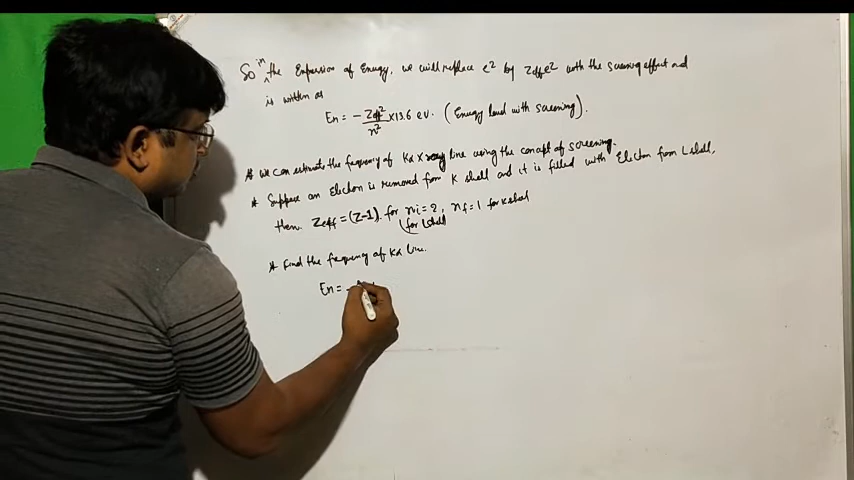 So in the Expression of Energy, we will replace e² by Zeff e² with the screening effect and
is written as
En = - Zeff²/n² × 13.6 eV. (Energy level with screening).
* We can estimate the frequency of Kα X ray line using the concept of screening.
* Suppose an Electron is removed from K shell and it is filled with Electron from L shell,
then. Zeff = (Z-1). for ni = 2, nf = 1 for K shell
(for L shell)
* Find the frequency of Kα line.
En = -